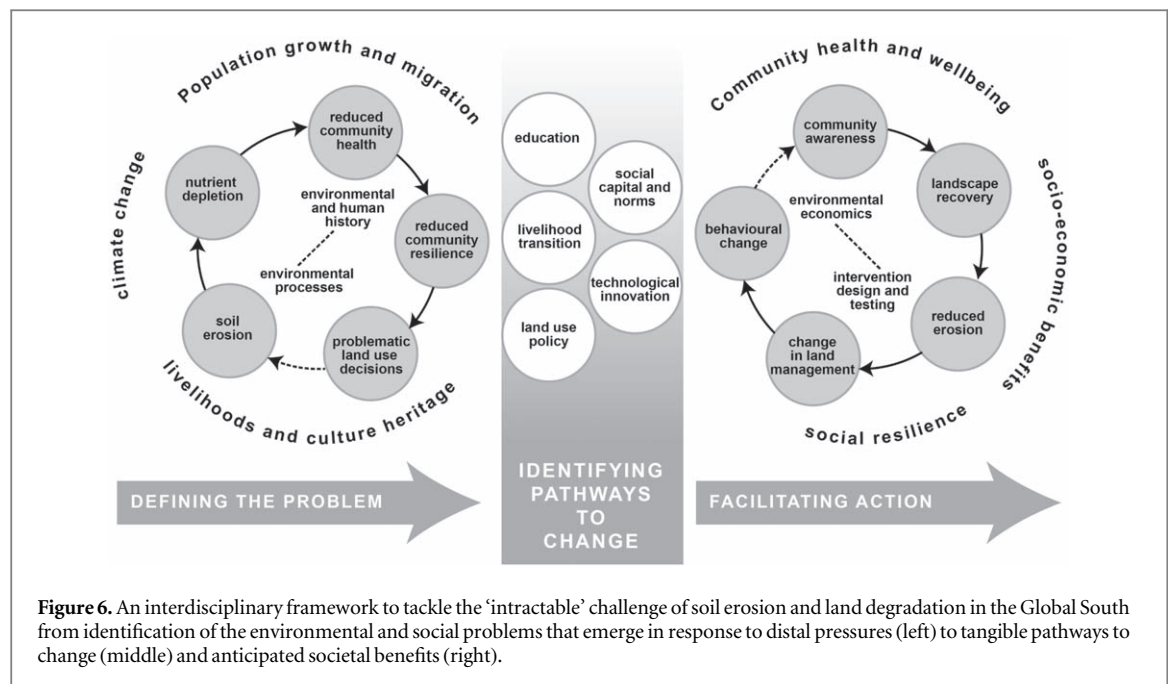 Population growth and migration
climate change
livelihoods and culture heritage
reduced
community
health
nutrient
depletion
environmental
and human
history
reduced
community
resilience
environmental
processes
soil
erosion
problematic
land use
decisions
DEFINING THE PROBLEM
education
social
capital and
norms
livelihood
transition
technological
innovation
land use
policy
IDENTIFYING
PATHWAYS
TO
CHANGE
Community health and wellbeing
socio-economic benefits
social resilience
community
awareness
landscape
recovery
environmental
economics
behavioural
change
intervention
design and
testing
reduced
erosion
change
in land
management
FACILITATING ACTION
Figure 6. An interdisciplinary framework to tackle the ‘intractable’ challenge of soil erosion and land degradation in the Global South
from identification of the environmental and social problems that emerge in response to distal pressures (left) to tangible pathways to
change (middle) and anticipated societal benefits (right).